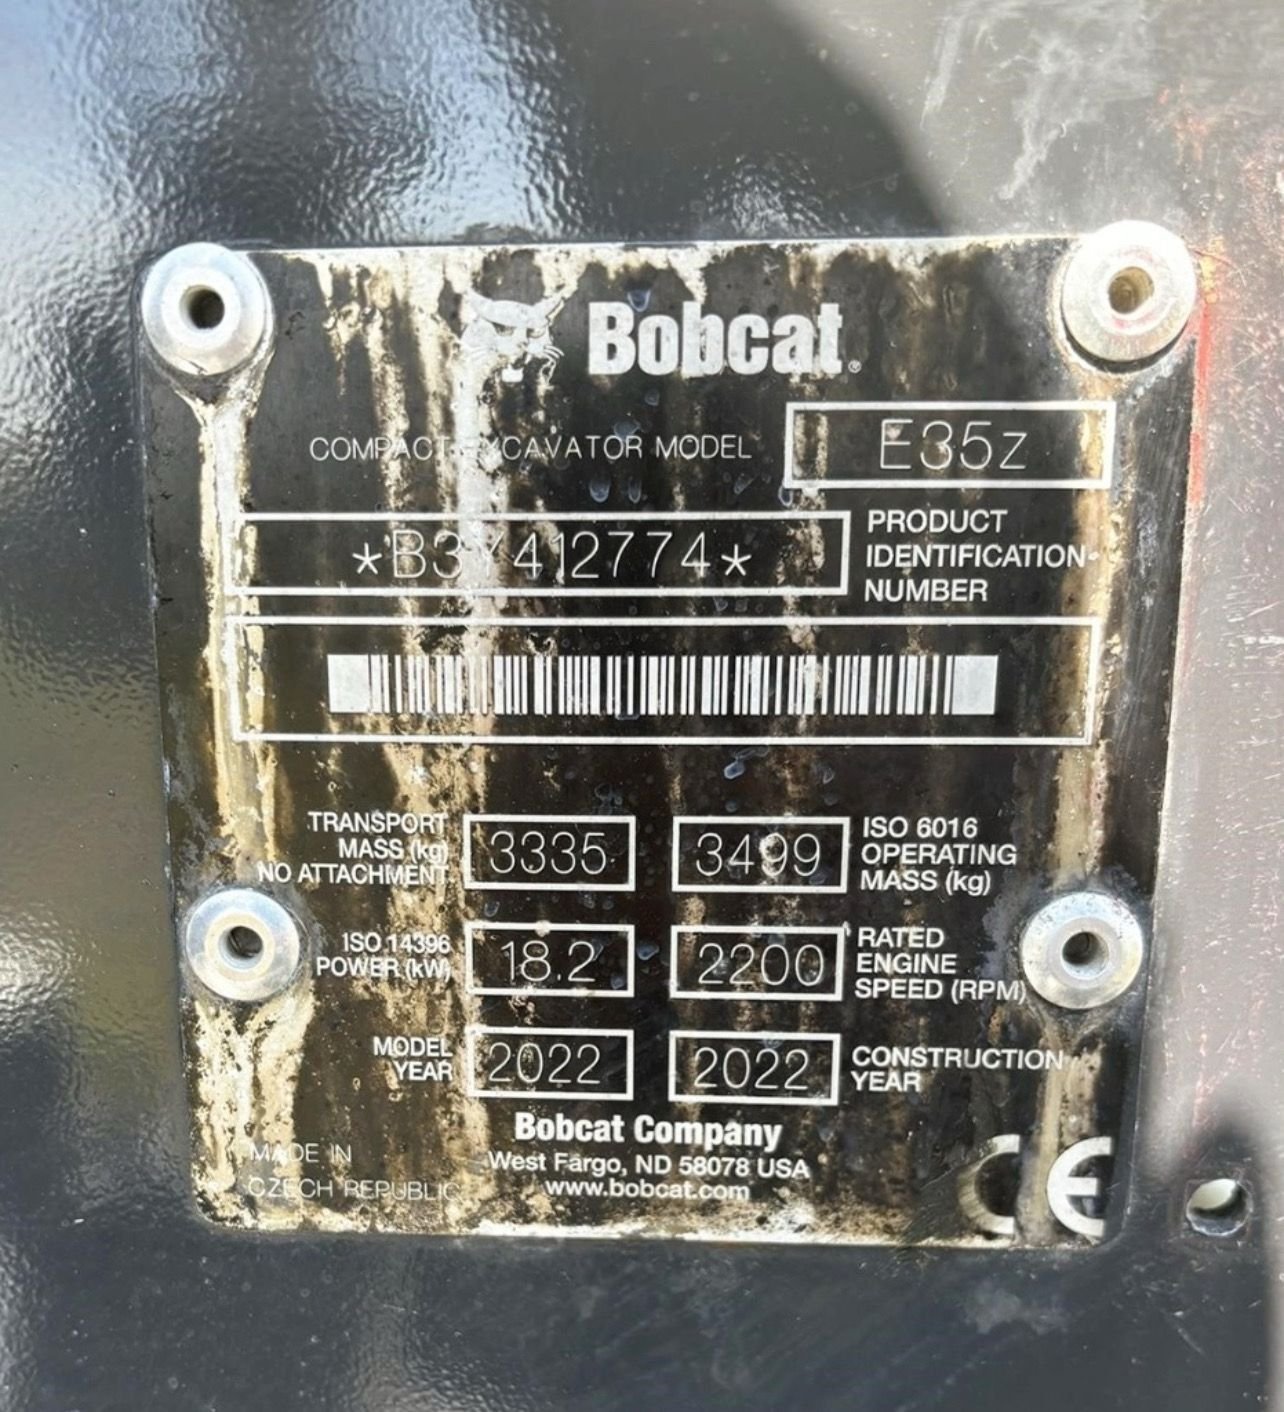 Bobcat®
COMPACT EXCAVATOR MODEL E35z
*B3Y412774* PRODUCT IDENTIFICATION NUMBER
TRANSPORT MASS (kg) NO ATTACHMENT 3335
3499 ISO 6016 OPERATING MASS (kg)
ISO 14396 POWER (kW) 18.2
2200 RATED ENGINE SPEED (RPM)
MODEL YEAR 2022
2022 CONSTRUCTION YEAR
Bobcat Company
West Fargo, ND 58078 USA
www.bobcat.com
MADE IN
CZECH REPUBLIC
CE